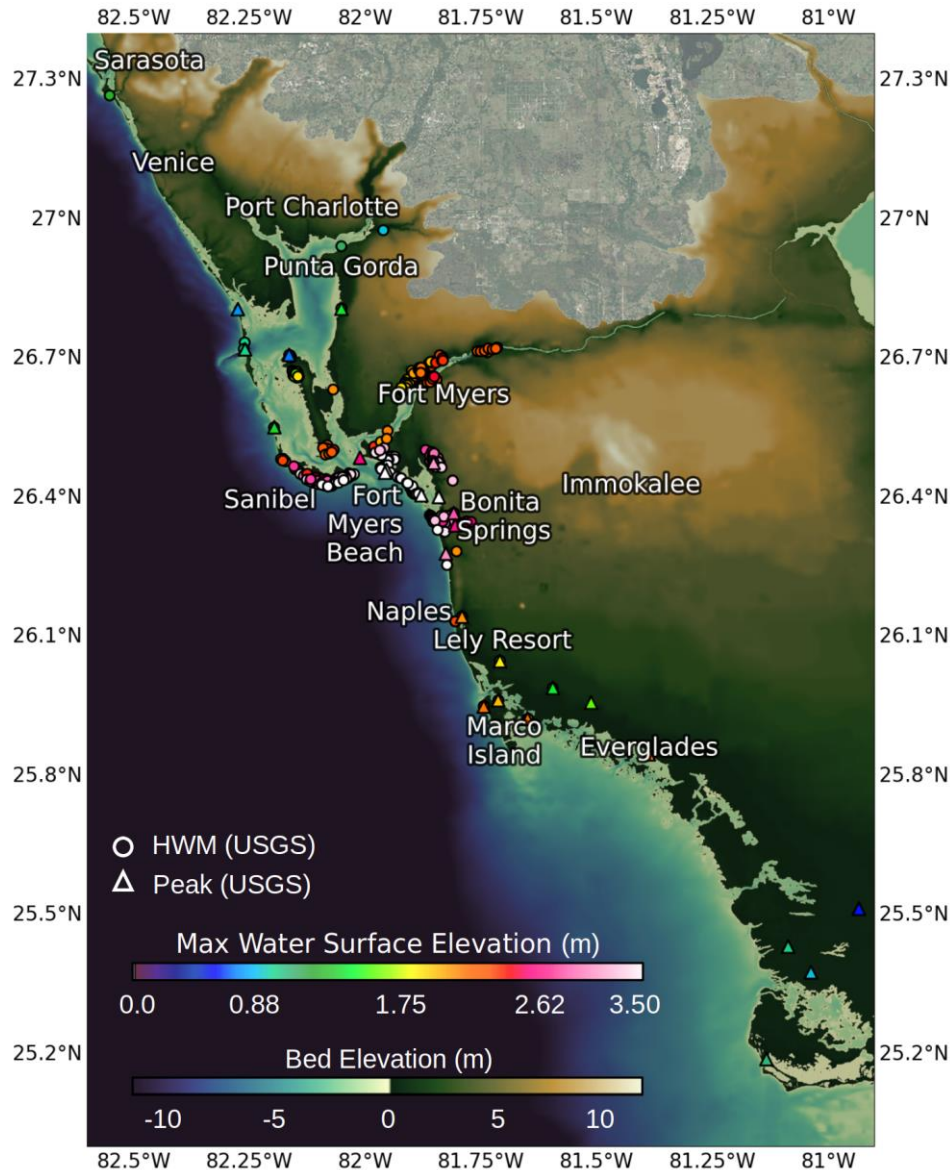 82.5°W 82.25°W 82°W 81.75°W 81.5°W 81.25°W 81°W
27.3°N Sarasota 27.3°N
Venice
27°N Port Charlotte 27°N
Punta Gorda
26.7°N 26.7°N
Fort Myers
26.4°N Sanibel Fort Bonita Immokalee 26.4°N
Myers Springs
Beach
26.1°N Naples 26.1°N
Lely Resort
Marco
Island Everglades
25.8°N 25.8°N
HWM (USGS)
Peak (USGS)
25.5°N 25.5°N
Max Water Surface Elevation (m)
0.0 0.88 1.75 2.62 3.50
25.2°N Bed Elevation (m) 25.2°N
-10 -5 0 5 10
82.5°W 82.25°W 82°W 81.75°W 81.5°W 81.25°W 81°W